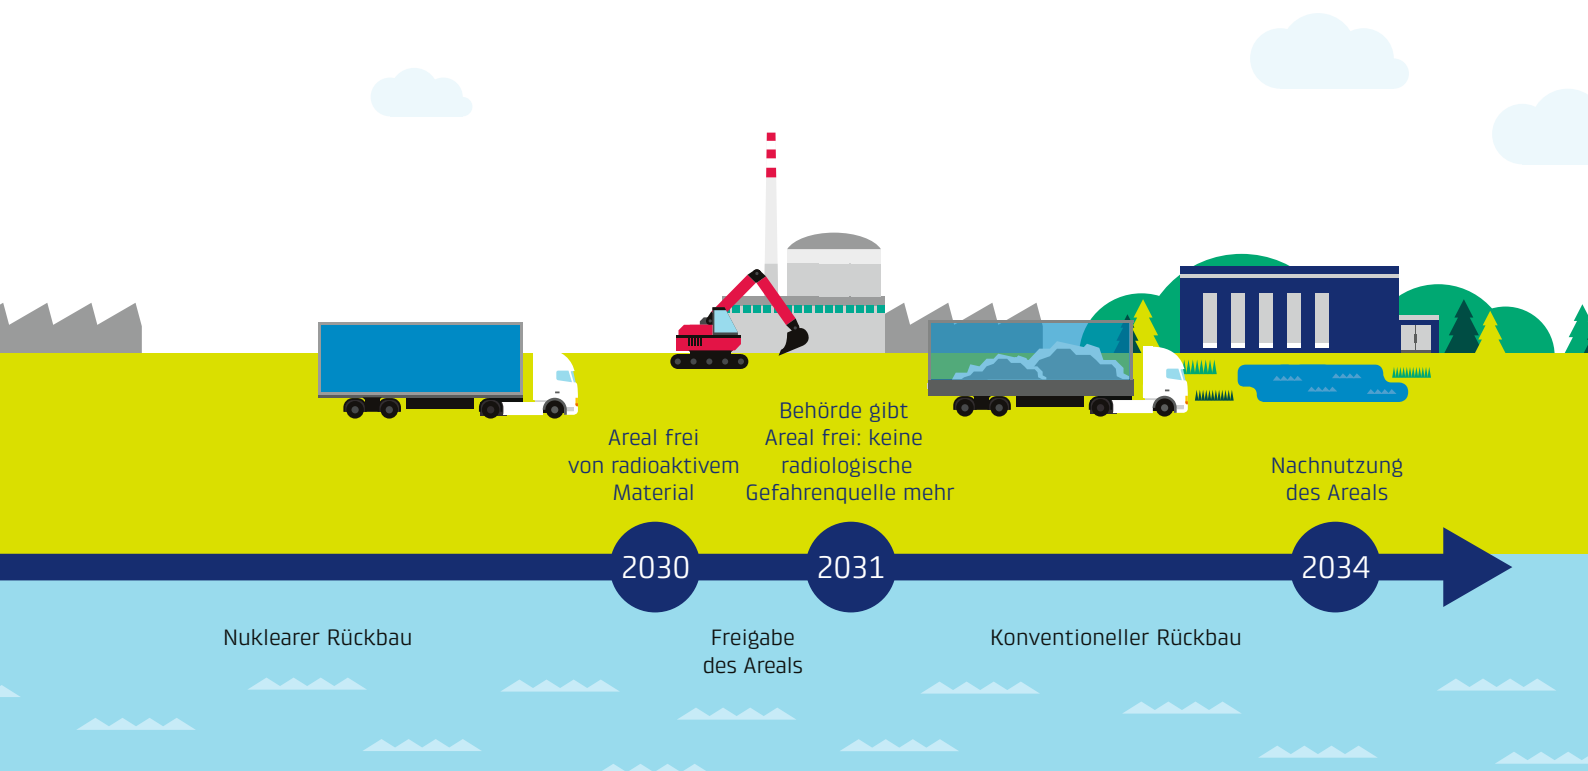 Areal frei
von radioaktivem
Material
Behörde gibt
Areal frei: keine
radiologische
Gefahrenquelle mehr
Nachnutzung
des Areals
2030
2031
2034
Nuklearer Rückbau
Freigabe
des Areals
Konventioneller Rückbau